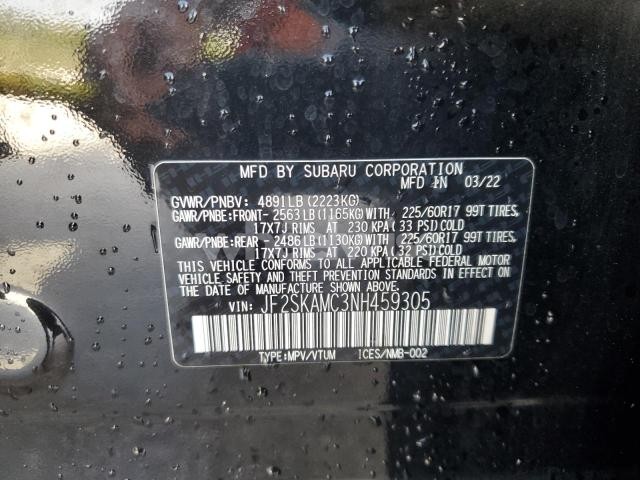 MFD BY SUBARU CORPORATION
MFD IN 03/22
GVWR/PNBV: 4891LB (2223KG)
GAWR/PNBE:FRONT- 2563LB (1165KG)WITH 225/60R17 99T TIRES,
17X7J RIMS AT 230 KPA (33 PSI)COLD
GAWR/PNBE:REAR - 2486LB (1130KG)WITH 225/60R17 99T TIRES,
17X7J RIMS AT 220 KPA (32 PSI)COLD
THIS VEHICLE CONFORMS TO ALL APPLICABLE FEDERAL MOTOR
VEHICLE SAFETY AND THEFT PREVENTION STANDARDS IN EFFECT ON
THE DATE OF MANUFACTURE SHOWN ABOVE.
VIN: JF2SKAMC3NH459305
TYPE:MPV/VTUM ICES/NMB-002